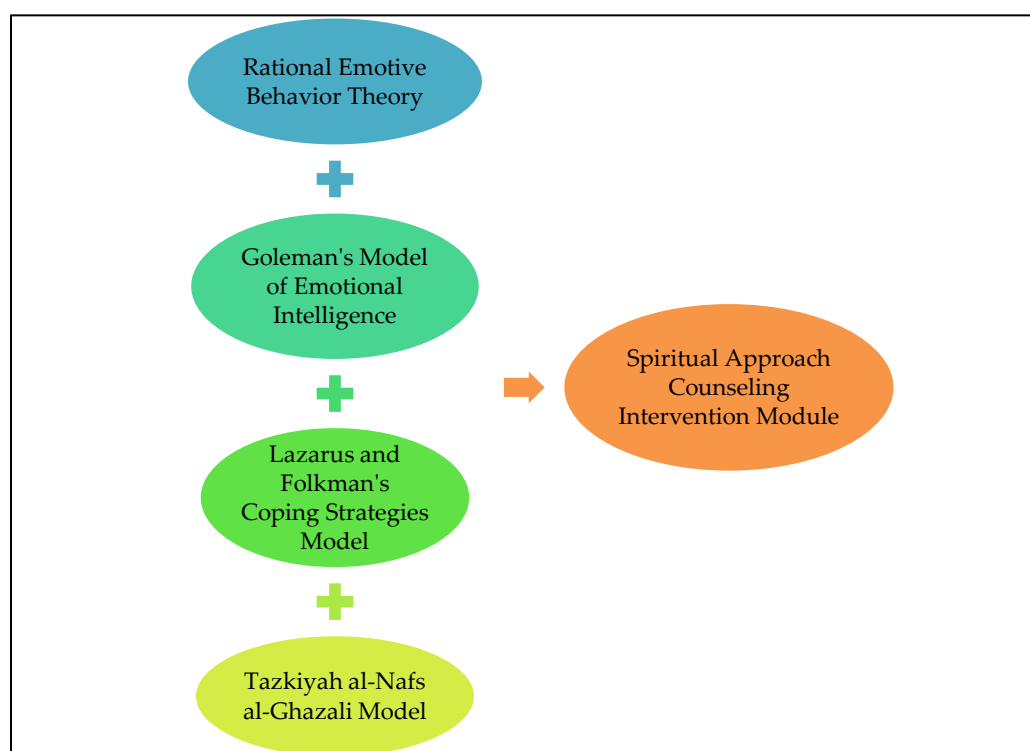 Rational Emotive
Behavior Theory
Goleman's Model
of Emotional
Intelligence
Lazarus and
Folkman's
Coping Strategies
Model
Tazkiyah al-Nafs
al-Ghazali Model
Spiritual Approach
Counseling
Intervention Module